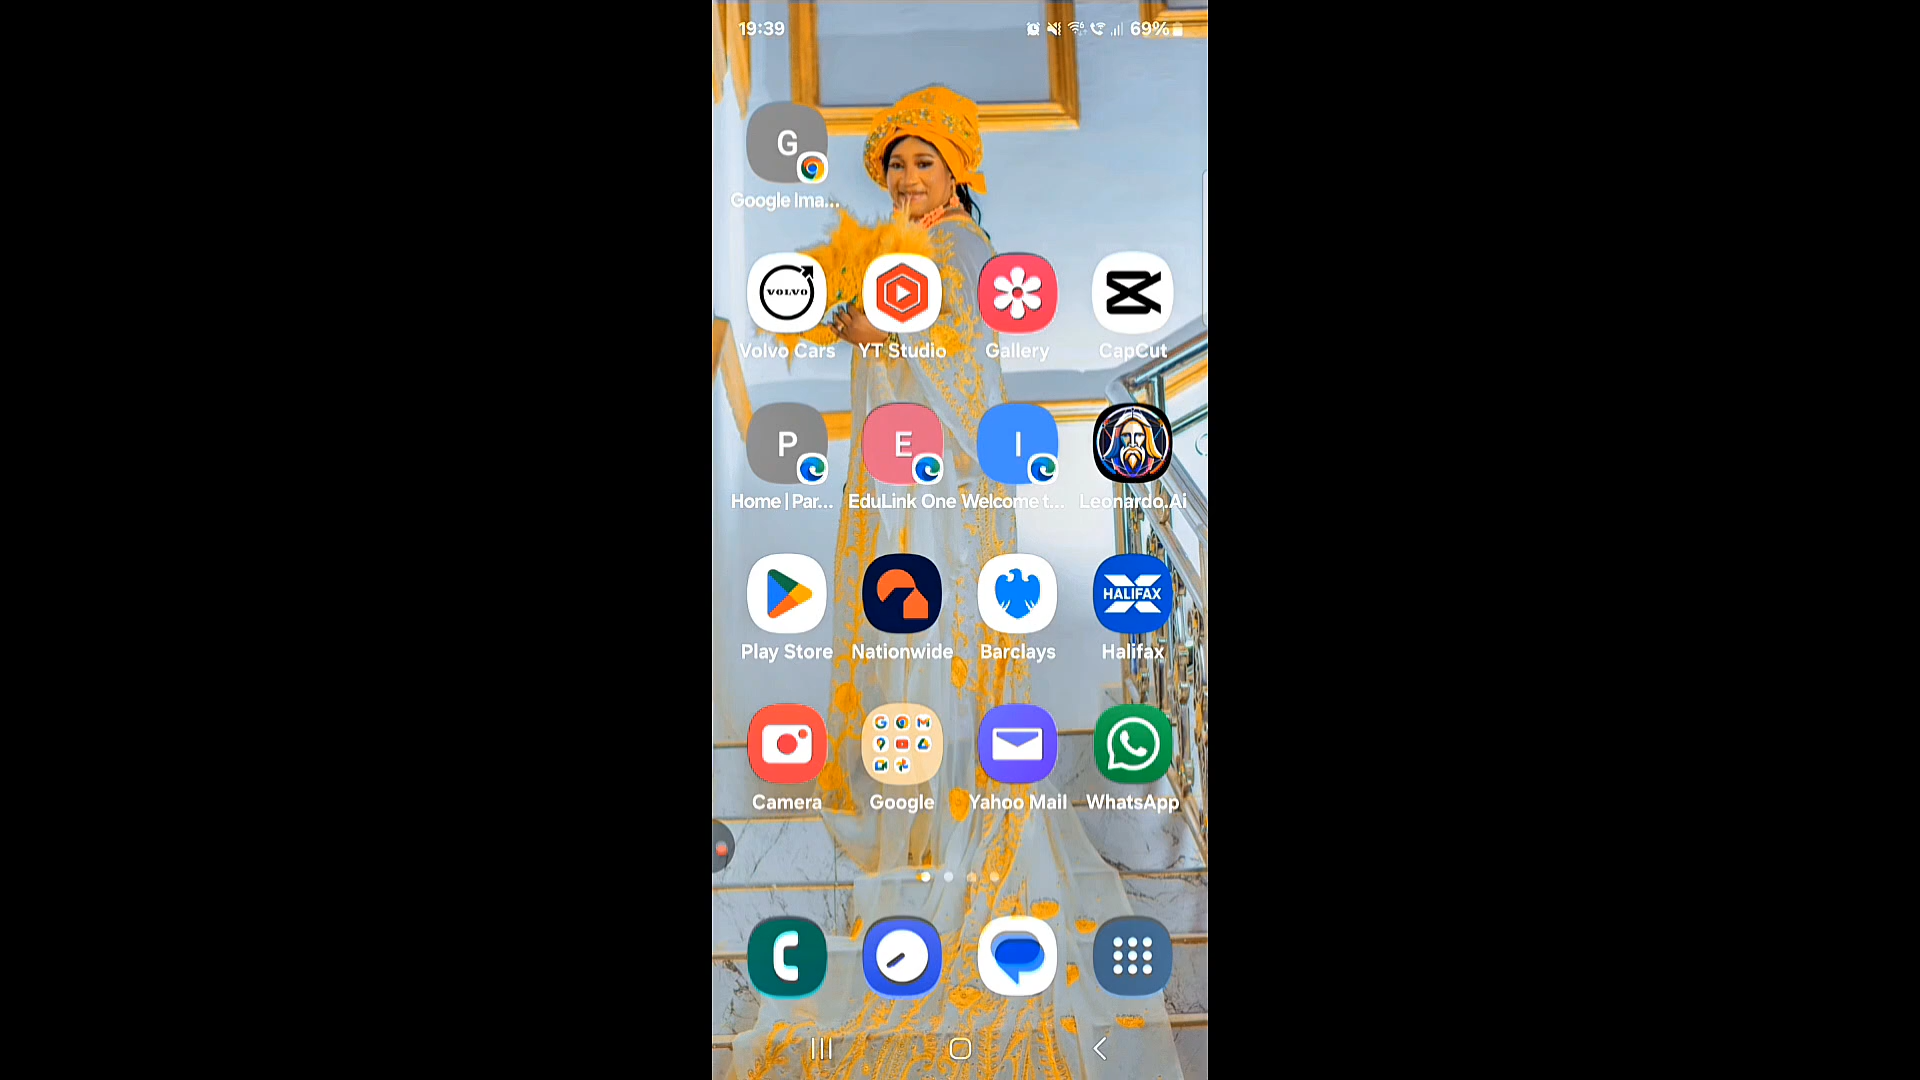 19:39 69%
G
Google Ima...
VOLVO
Volvo Cars YT Studio Gallery CapCut
P E I
Home | Par... EduLink One Welcome t... Leonardo.Ai
HALIFAX
Play Store Nationwide Barclays Halifax
Camera Google Yahoo Mail WhatsApp